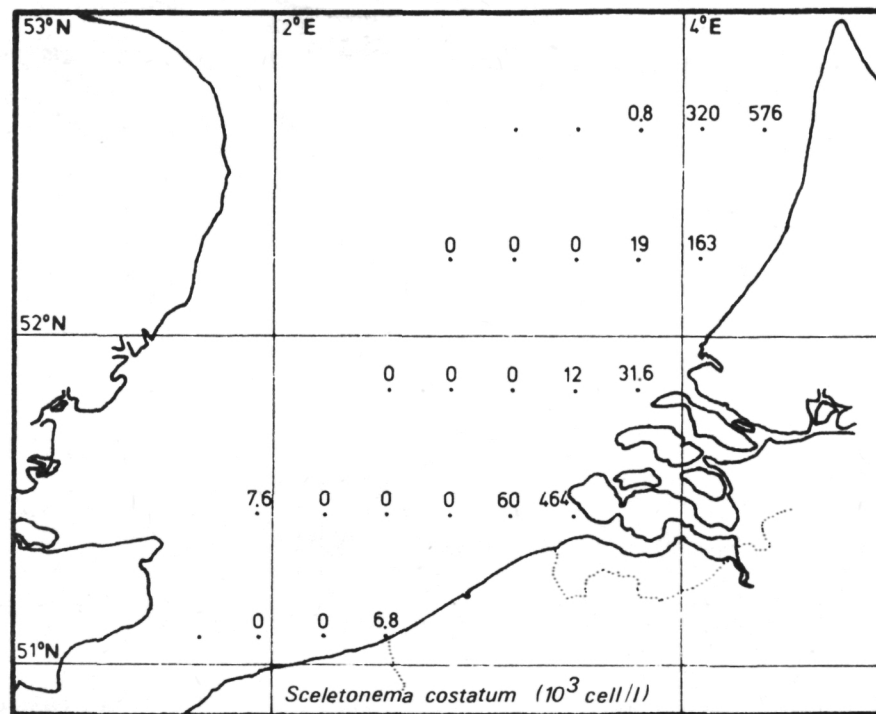 53°N 2°E 4°E
0.8 320 576
0 0 0 19 163
52°N
0 0 0 12 31.6
7.6 0 0 0 60 464
0 0 6.8
51°N
Sceletonema costatum (10³ cell/l)